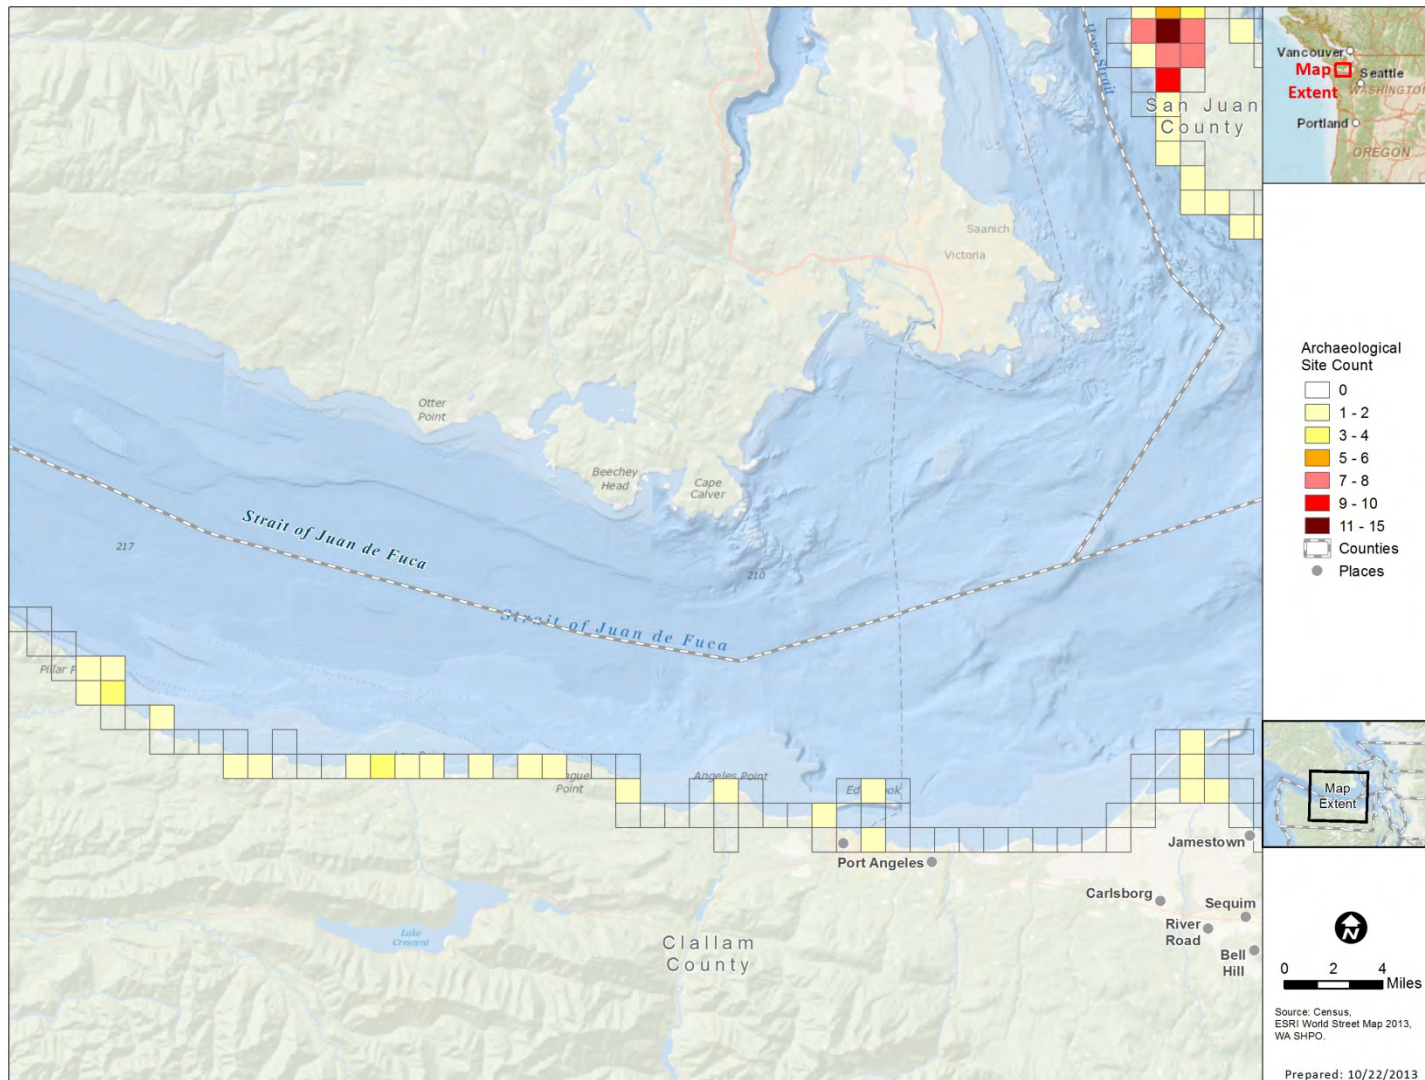 Haro Strait
San Juan
County
Saanich
Victoria
Otter
Point
Beechey
Head
Cape
Calver
Strait of Juan de Fuca
217
210
Strait of Juan de Fuca
Pillar P
Angeles Point
Point
Port Angeles
Jamestown
Carlsborg
Sequim
River
Road
Bell
Hill
Lake
Crescent
Clallam
County
Vancouver
Map
Extent
Seattle
WASHINGTON
Portland
OREGON
Archaeological
Site Count
0
1 - 2
3 - 4
5 - 6
7 - 8
9 - 10
11 - 15
Counties
Places
Map
Extent
N
0 2 4
Miles
Source: Census,
ESRI World Street Map 2013,
WA SHPO.
Prepared: 10/22/2013